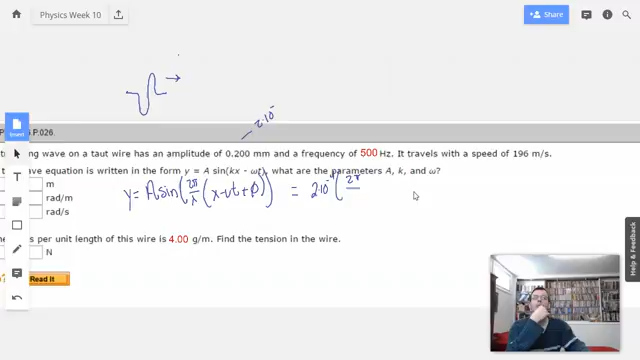 Physics Week 10
Share
2·10⁻
Insert
P.026.
traveling wave on a taut wire has an amplitude of 0.200 mm and a frequency of 500 Hz. It travels with a speed of 196 m/s.
wave equation is written in the form y = A sin(kx - ωt), what are the parameters A, k, and ω?
m
rad/m
rad/s
y = A sin(2π/λ (x-vt+φ)) = 2·10⁻⁴ (2π
per unit length of this wire is 4.00 g/m. Find the tension in the wire.
N
Read it
Help & Feedback